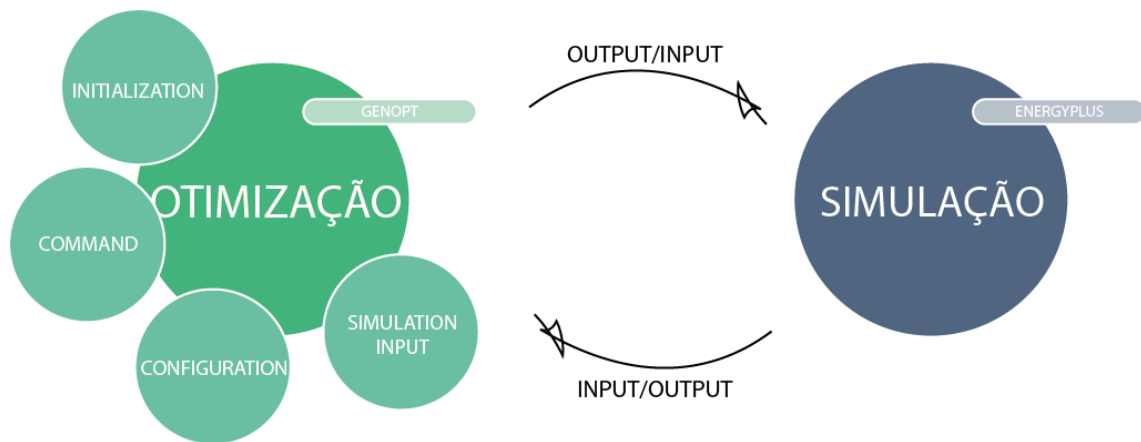 INITIALIZATION
GENOPT
OTIMIZAÇÃO
COMMAND
CONFIGURATION
SIMULATION
INPUT
OUTPUT/INPUT
INPUT/OUTPUT
ENERGYPLUS
SIMULAÇÃO